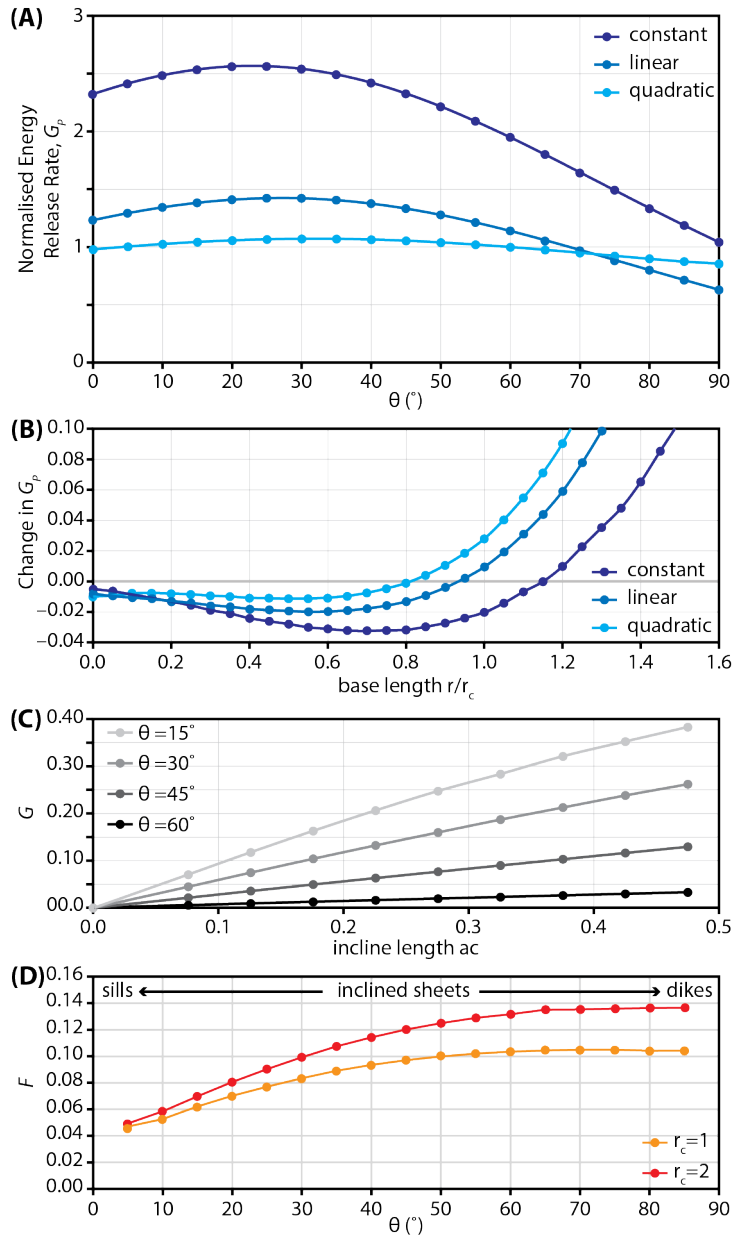 (A)
3
2
1
0
Normalised Energy
Release Rate, Gₚ
constant
linear
quadratic
0 10 20 30 40 50 60 70 80 90
θ (˚)
(B)
0.10
0.08
0.06
0.04
0.02
0.00
−0.02
−0.04
Change in Gₚ
constant
linear
quadratic
0.0 0.2 0.4 0.6 0.8 1.0 1.2 1.4 1.6
base length r/r_c
(C)
0.40
0.30
0.20
0.10
00.0
G
θ =15˚
θ =30˚
θ =45˚
θ =60˚
0.0 0.1 0.2 0.3 0.4 0.5
incline length ac
(D)
0.16
0.14
0.12
0.10
0.08
0.06
0.04
0.02
0.00
F
sills inclined sheets dikes
r_c=1
r_c=2
0 10 20 30 40 50 60 70 80 90
θ (˚)